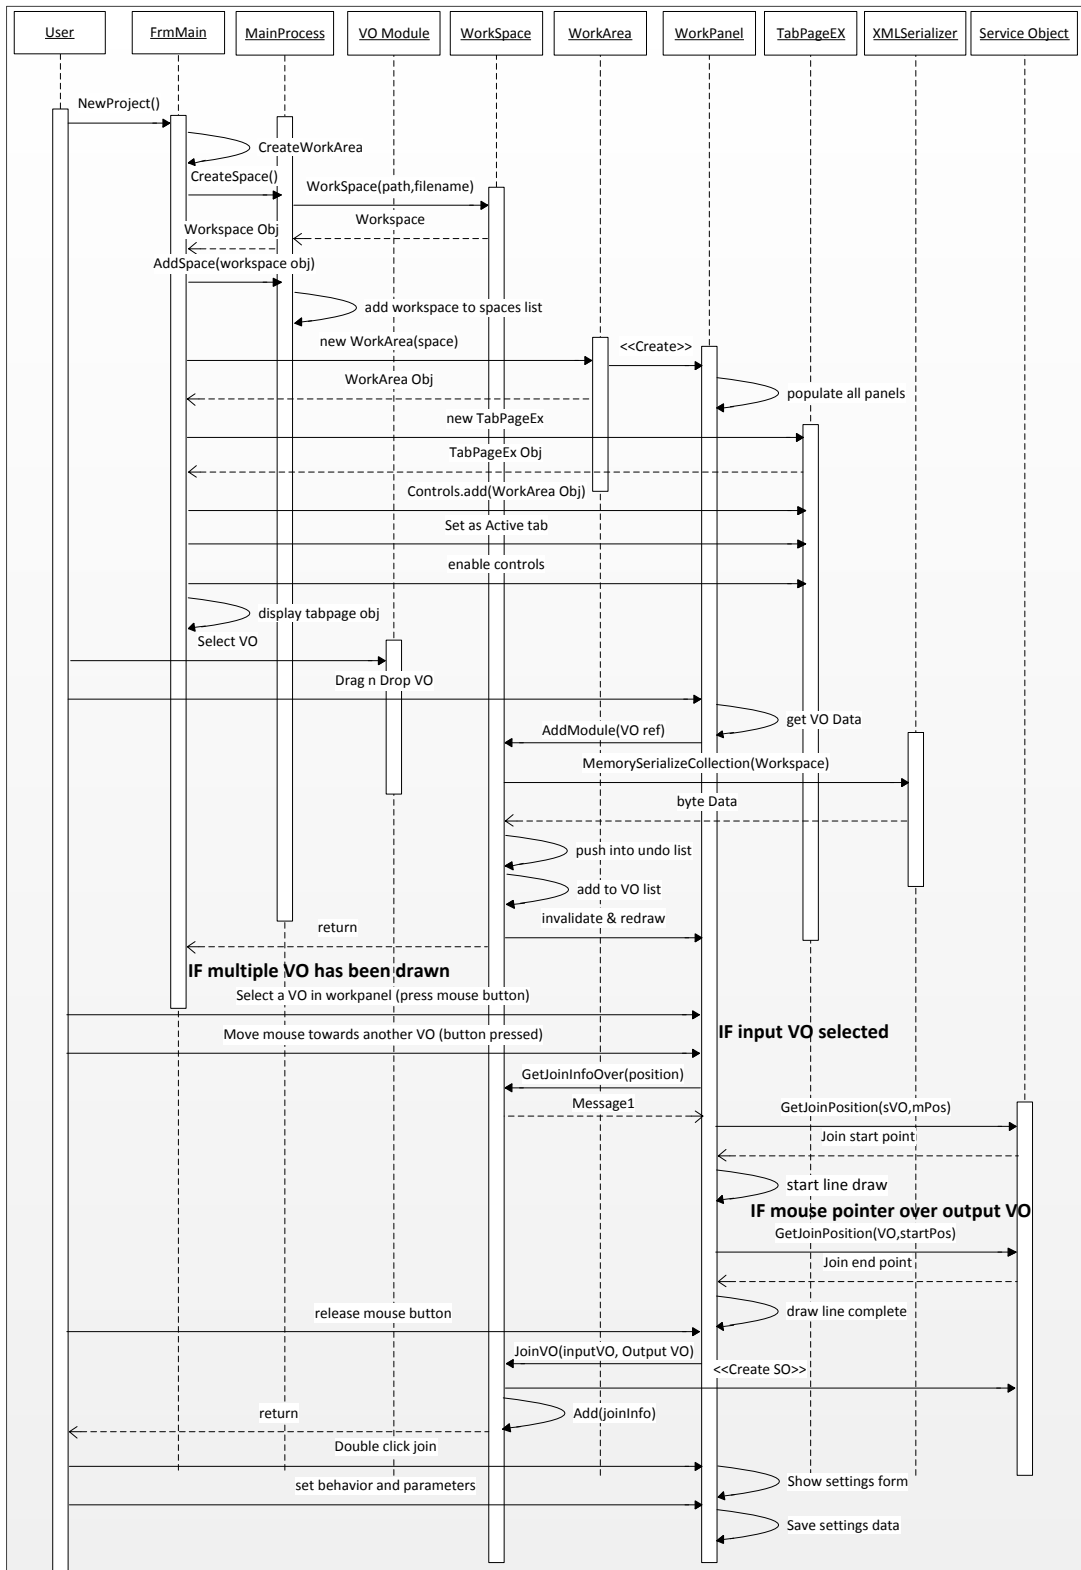 User
FrmMain
MainProcess
VO Module
WorkSpace
WorkArea
WorkPanel
TabPageEX
XMLSerializer
Service Object
NewProject()
CreateWorkArea
CreateSpace()
WorkSpace(path,filename)
Workspace
Workspace Obj
AddSpace(workspace obj)
add workspace to spaces list
new WorkArea(space)
<<Create>>
WorkArea Obj
populate all panels
new TabPageEx
TabPageEx Obj
Controls.add(WorkArea Obj)
Set as Active tab
enable controls
display tabpage obj
Select VO
Drag n Drop VO
get VO Data
AddModule(VO ref)
MemorySerializeCollection(Workspace)
byte Data
push into undo list
add to VO list
invalidate & redraw
return
IF multiple VO has been drawn
Select a VO in workpanel (press mouse button)
Move mouse towards another VO (button pressed)
IF input VO selected
GetJoinInfoOver(position)
Message1
GetJoinPosition(sVO,mPos)
Join start point
start line draw
IF mouse pointer over output VO
GetJoinPosition(VO,startPos)
Join end point
draw line complete
release mouse button
JoinVO(inputVO, Output VO)
<<Create SO>>
Add(joinInfo)
return
Double click join
Show settings form
set behavior and parameters
Save settings data